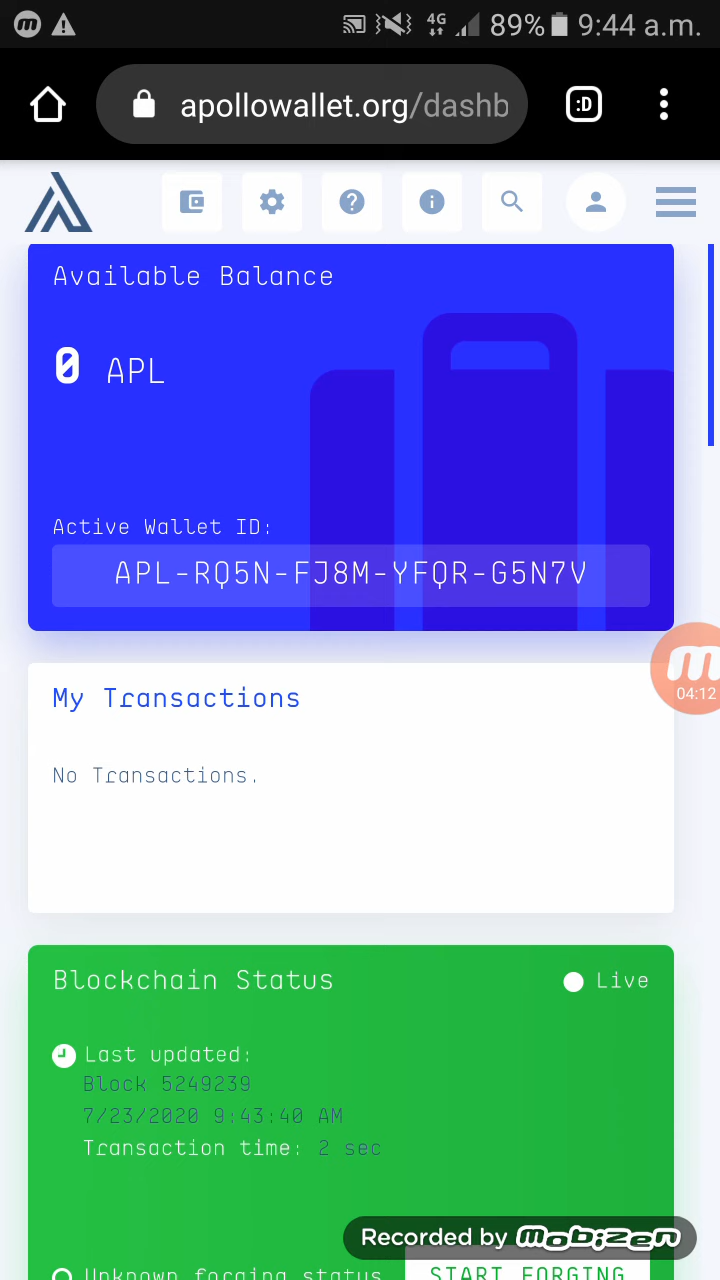 4G 89% 9:44 a.m.
apollowallet.org/dashb :D
Available Balance
0 APL
Active Wallet ID:
APL-RQ5N-FJ8M-YFQR-G5N7V
My Transactions
04:12
No Transactions.
Blockchain Status Live
Last updated:
Block 5249239
7/23/2020 9:43:40 AM
Transaction time: 2 sec
Recorded by mobizen
Unknown forging status START FORGING